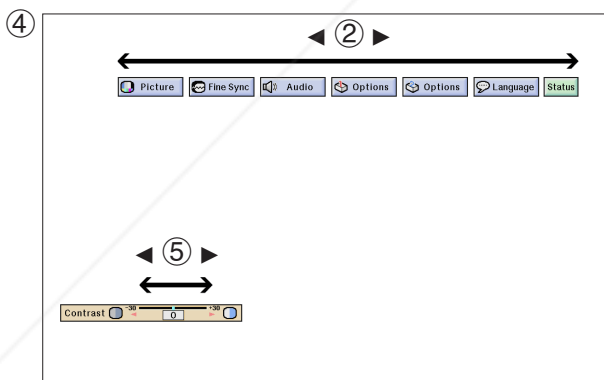 ④
◄ ② ►
Picture Fine Sync Audio Options Options Language Status
◄ ⑤ ►
Contrast -30 0 +30